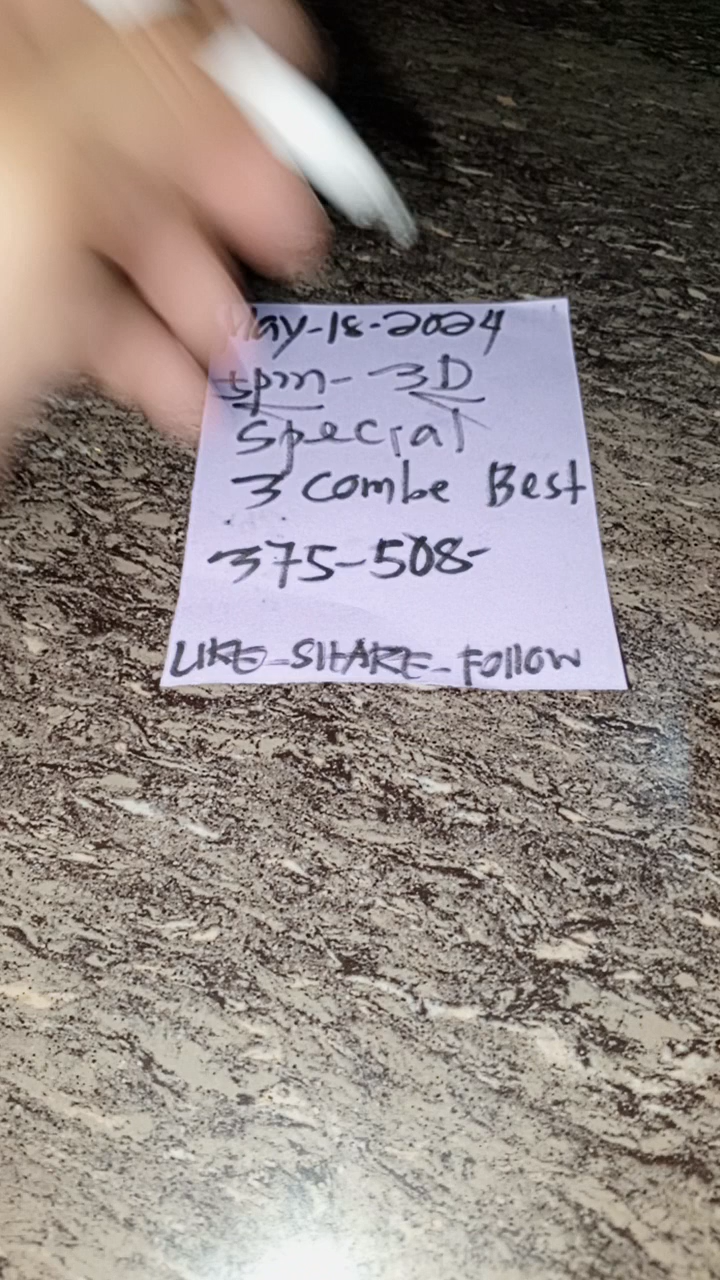 May-18-2024
5pm-3D
Special
3 combe Best
375-508-
LIKE-SHARE-Follow